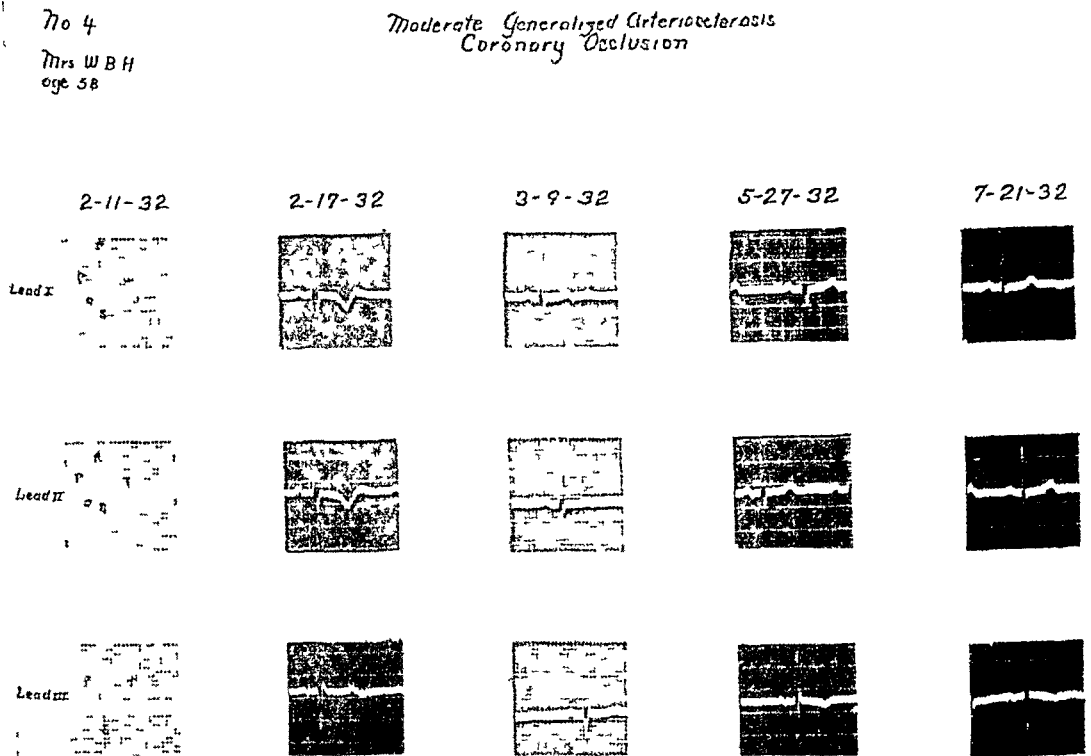 No 4
Moderate Generalized Arteriosclerosis
Coronary Occlusion
Mrs W B H
age 58
2-11-32
2-17-32
3-9-32
5-27-32
7-21-32
Lead I
R
P
Q
S
Lead II
R
P
T
Q S
Lead III
P